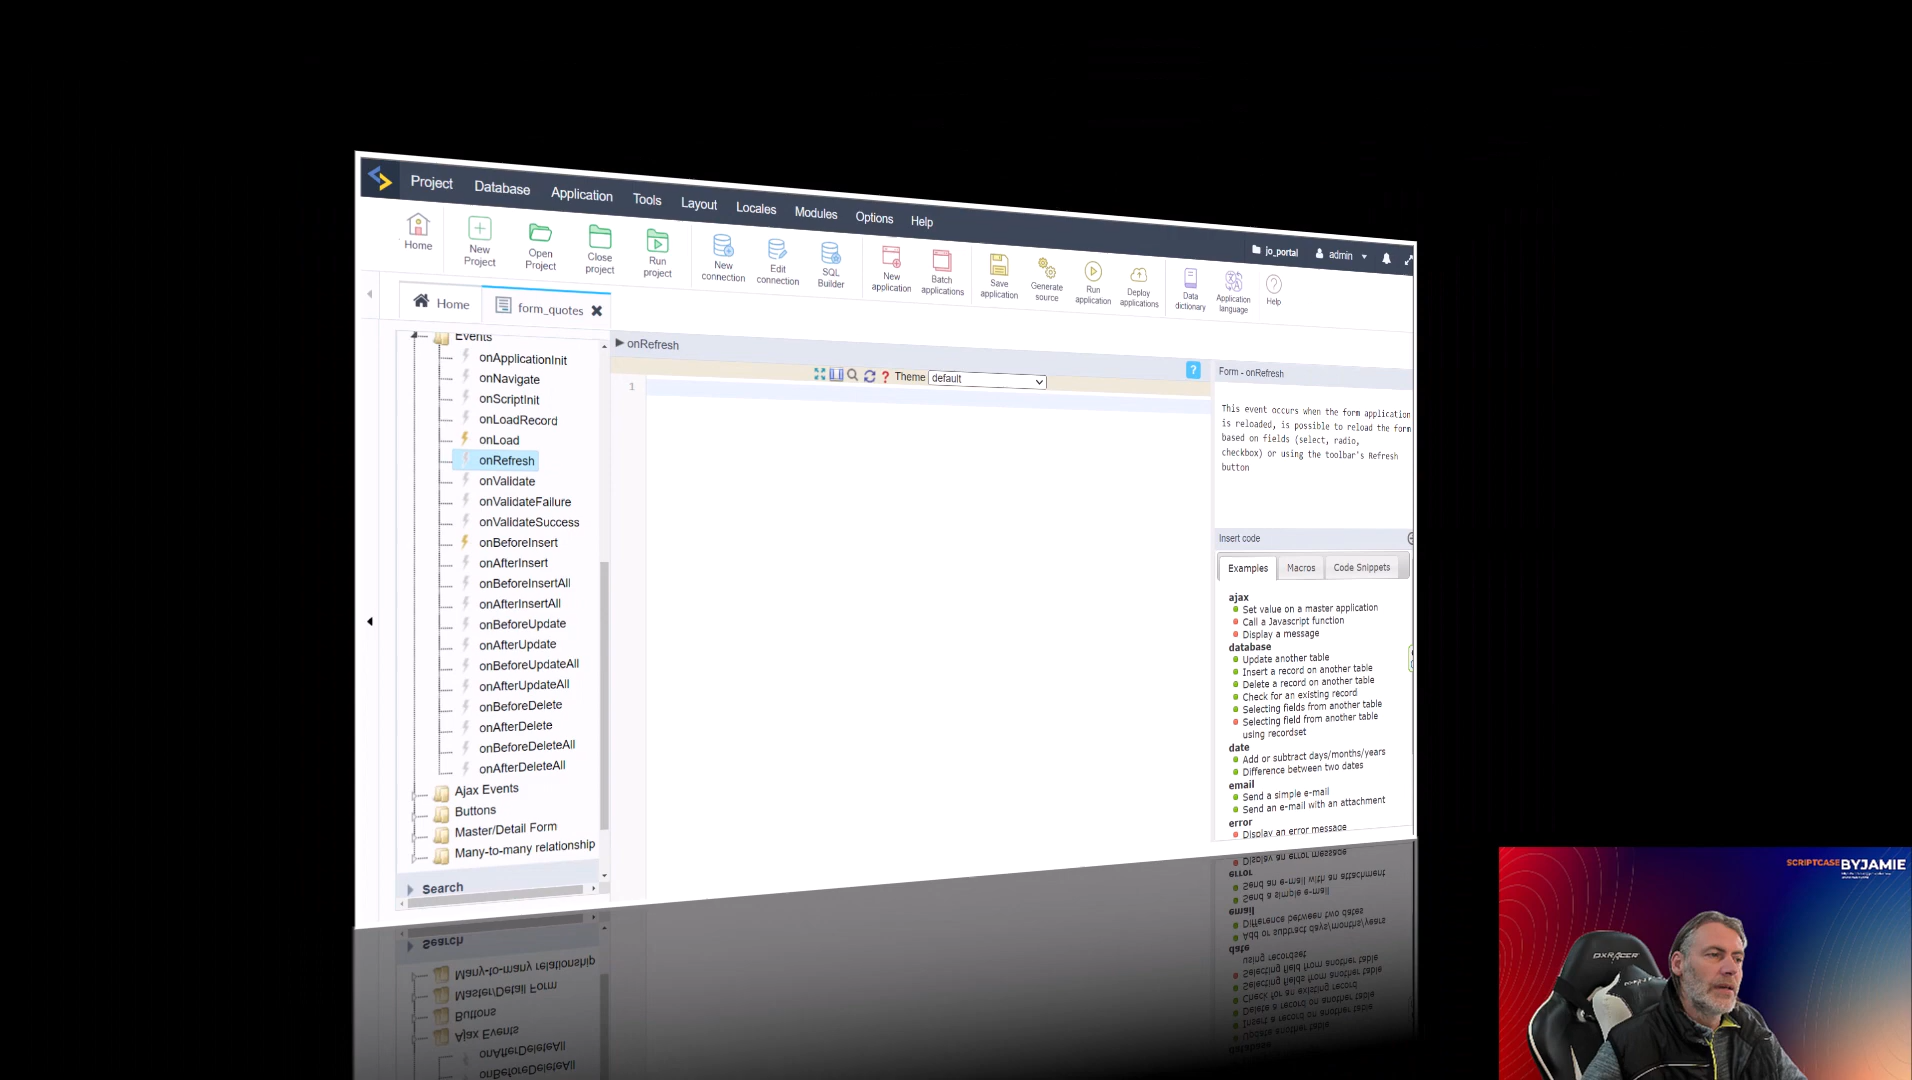 Project
Database
Application
Tools
Layout
Locales
Modules
Options
Help
jo_portal
admin
Home
New
Project
Open
Project
Close
project
Run
project
New
connection
Edit
connection
SQL
Builder
New
application
Batch
applications
Save
application
Generate
source
Run
application
Deploy
applications
Data
dictionary
Application
language
Help
Home
form_quotes
Events
onApplicationInit
onNavigate
onScriptInit
onLoadRecord
onLoad
onRefresh
onValidate
onValidateFailure
onValidateSuccess
onBeforeInsert
onAfterInsert
onBeforeInsertAll
onAfterInsertAll
onBeforeUpdate
onAfterUpdate
onBeforeUpdateAll
onAfterUpdateAll
onBeforeDelete
onAfterDelete
onBeforeDeleteAll
onAfterDeleteAll
Ajax Events
Buttons
Master/Detail Form
Many-to-many relationship
Search
onRefresh
? Theme default
?
1
Form - onRefresh
This event occurs when the form application
is reloaded, is possible to reload the form
based on fields (select, radio,
checkbox) or using the toolbar's Refresh
button
Insert code
Examples
Macros
Code Snippets
ajax
Set value on a master application
Call a Javascript function
Display a message
database
Update another table
Insert a record on another table
Delete a record on another table
Check for an existing record
Selecting fields from another table
Selecting field from another table
using recordset
date
Add or subtract days/months/years
Difference between two dates
email
Send a simple e-mail
Send an e-mail with an attachment
error
Display an error message
SCRIPTCASE BYJAMIE
DXRACER